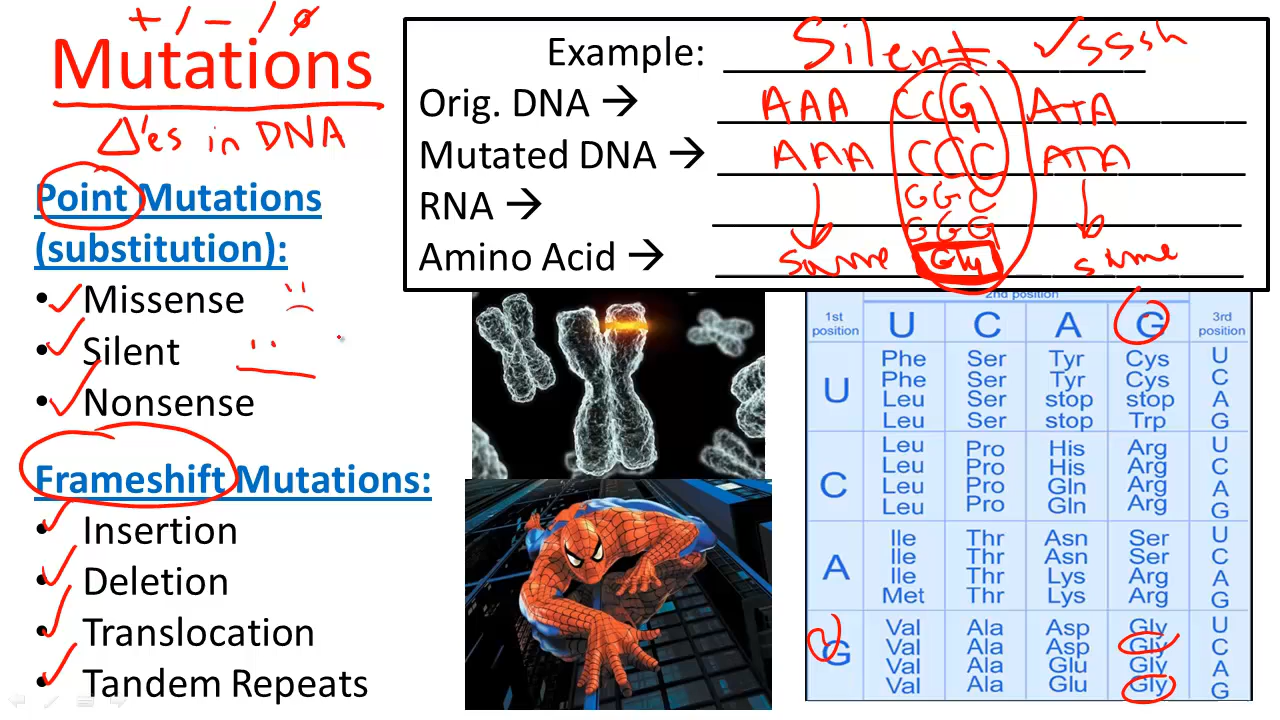 + / - / ø
Mutations
Δ'es in DNA
Point Mutations
(substitution):
• Missense
• Silent
• Nonsense
Frameshift Mutations:
• Insertion
• Deletion
• Translocation
• Tandem Repeats
Example: Silent ✓sssh
Orig. DNA → AAA CCG ATA
Mutated DNA → AAA CCC ATA
RNA → GGC
GGG
Amino Acid → same Gly same
2nd position
1st position U C A G 3rd position
U
Phe Ser Tyr Cys U
Phe Ser Tyr Cys C
Leu Ser stop stop A
Leu Ser stop Trp G
C
Leu Pro His Arg U
Leu Pro His Arg C
Leu Pro Gln Arg A
Leu Pro Gln Arg G
A
Ile Thr Asn Ser U
Ile Thr Asn Ser C
Ile Thr Lys Arg A
Met Thr Lys Arg G
G
Val Ala Asp Gly U
Val Ala Asp Gly C
Val Ala Glu Gly A
Val Ala Glu Gly G